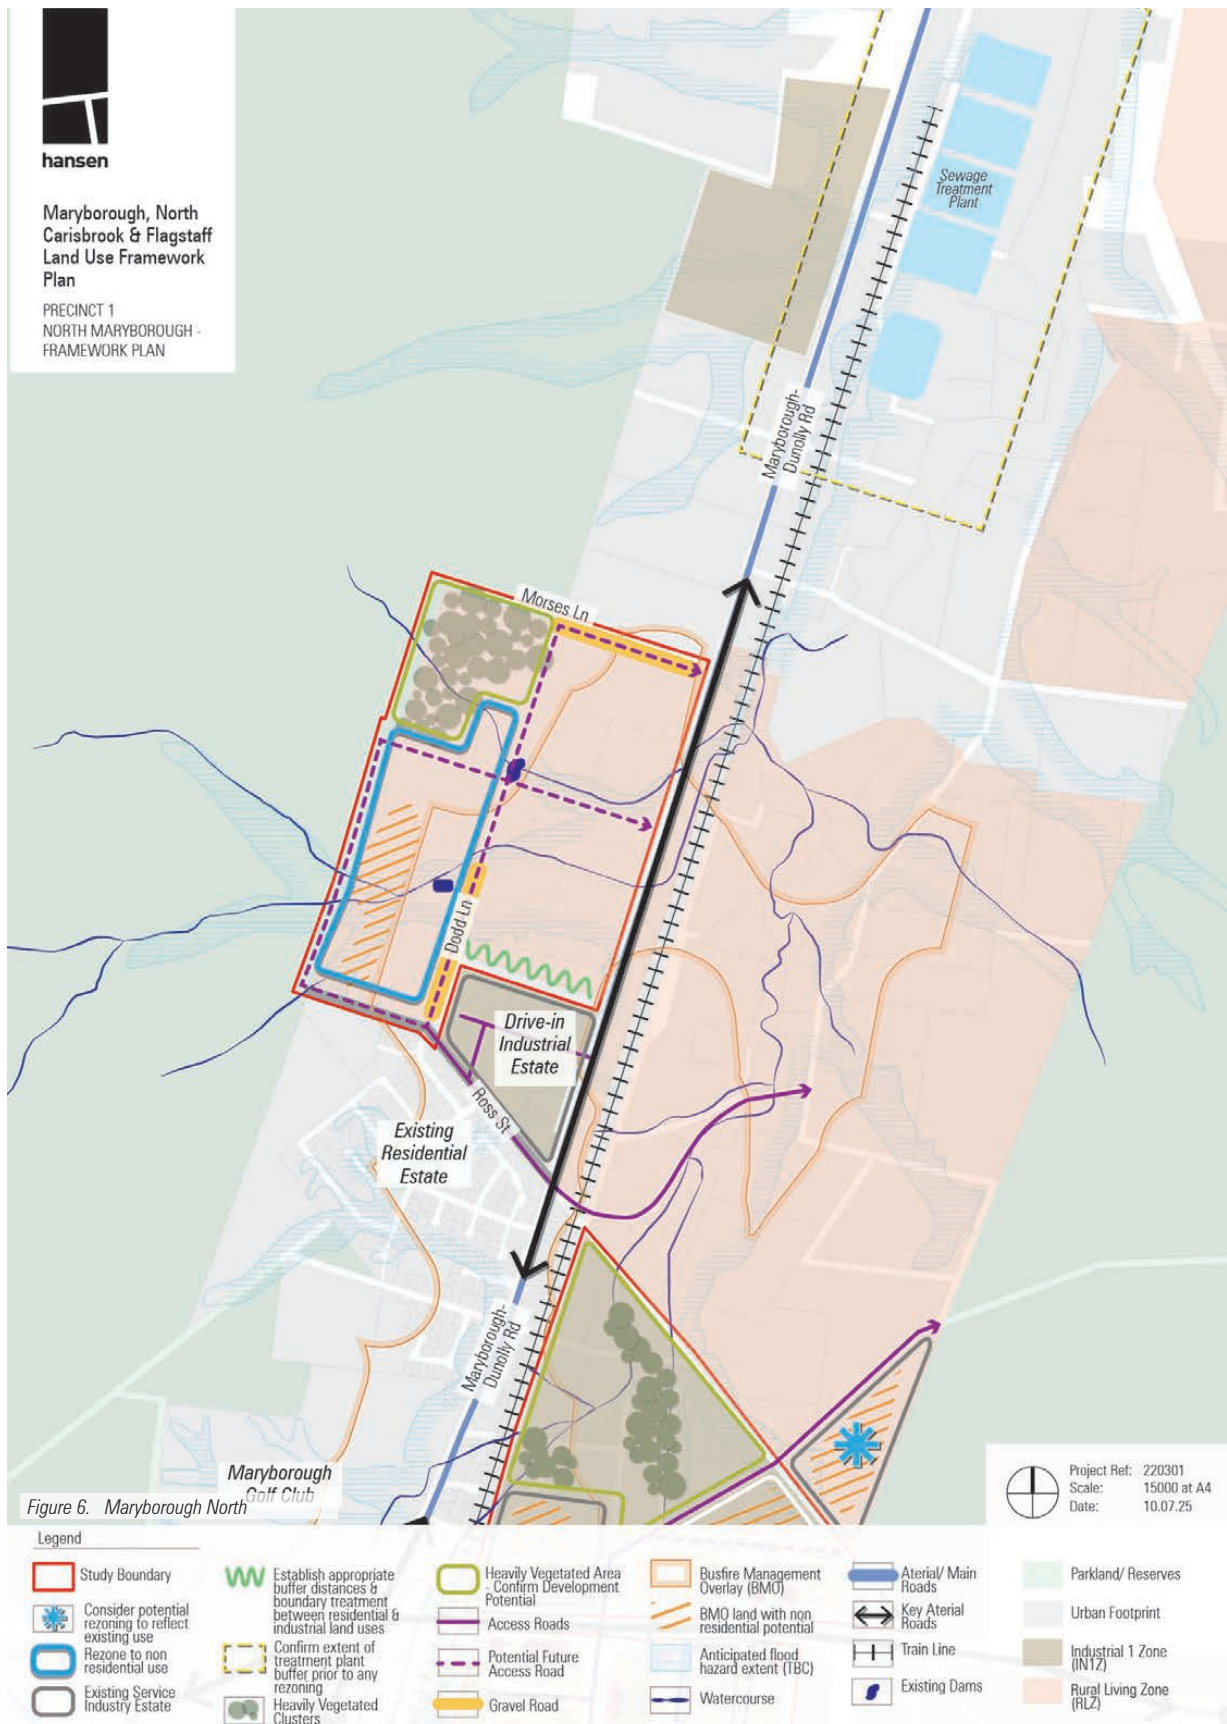 hansen
Maryborough, North
Carisbrook & Flagstaff
Land Use Framework
Plan
PRECINCT 1
NORTH MARYBOROUGH -
FRAMEWORK PLAN
Sewage
Treatment
Plant
Maryborough-
Dunolly Rd
Morses Ln
Dodd Ln
Drive-in
Industrial
Estate
Ross St
Existing
Residential
Estate
Maryborough-
Dunolly Rd
Maryborough
Golf Club
Figure 6. Maryborough North
Project Ref: 220301
Scale: 15000 at A4
Date: 10.07.25
Legend
Study Boundary
Consider potential
rezoning to reflect
existing use
Rezone to non
residential use
Existing Service
Industry Estate
Establish appropriate
buffer distances &
boundary treatment
between residential &
industrial land uses
Confirm extent of
treatment plant
buffer prior to any
rezoning
Heavily Vegetated
Clusters
Heavily Vegetated Area
- Confirm Development
Potential
Access Roads
Potential Future
Access Road
Gravel Road
Busfire Management
Overlay (BMO)
BMO land with non
residential potential
Anticipated flood
hazard extent (TBC)
Watercourse
Aterial/ Main
Roads
Key Aterial
Roads
Train Line
Existing Dams
Parkland/ Reserves
Urban Footprint
Industrial 1 Zone
(IN1Z)
Rural Living Zone
(RLZ)